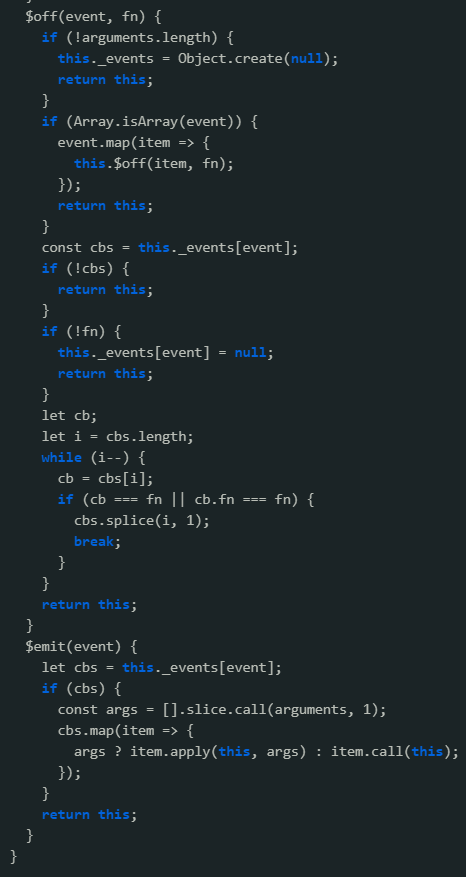 $off(event, fn) {
if (!arguments.length) {
this._events = Object.create(null);
return this;
}
if (Array.isArray(event)) {
event.map(item => {
this.$off(item, fn);
});
return this;
}
const cbs = this._events[event];
if (!cbs) {
return this;
}
if (!fn) {
this._events[event] = null;
return this;
}
let cb;
let i = cbs.length;
while (i--) {
cb = cbs[i];
if (cb === fn || cb.fn === fn) {
cbs.splice(i, 1);
break;
}
}
return this;
}
$emit(event) {
let cbs = this._events[event];
if (cbs) {
const args = [].slice.call(arguments, 1);
cbs.map(item => {
args ? item.apply(this, args) : item.call(this);
});
}
return this;
}
}